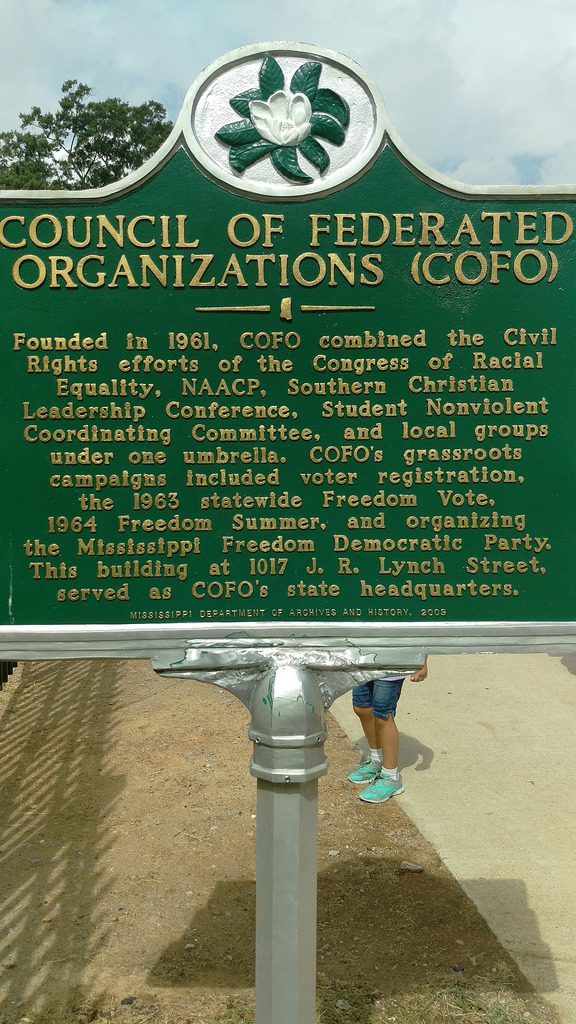 COUNCIL OF FEDERATED
ORGANIZATIONS (COFO)
Founded in 1961, COFO combined the Civil
Rights efforts of the Congress of Racial
Equality, NAACP, Southern Christian
Leadership Conference, Student Nonviolent
Coordinating Committee, and local groups
under one umbrella. COFO's grassroots
campaigns included voter registration,
the 1963 statewide Freedom Vote,
1964 Freedom Summer, and organizing
the Mississippi Freedom Democratic Party.
This building at 1017 J. R. Lynch Street,
served as COFO's state headquarters.
MISSISSIPPI DEPARTMENT OF ARCHIVES AND HISTORY, 2009